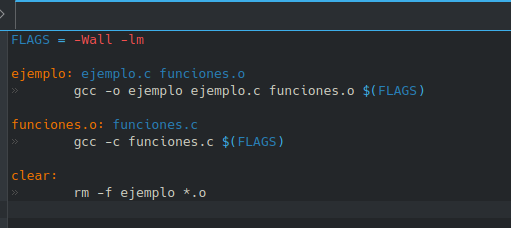 FLAGS = -Wall -lm
ejemplo: ejemplo.c funciones.o
» gcc -o ejemplo ejemplo.c funciones.o $(FLAGS)
funciones.o: funciones.c
» gcc -c funciones.c $(FLAGS)
clear:
» rm -f ejemplo *.o